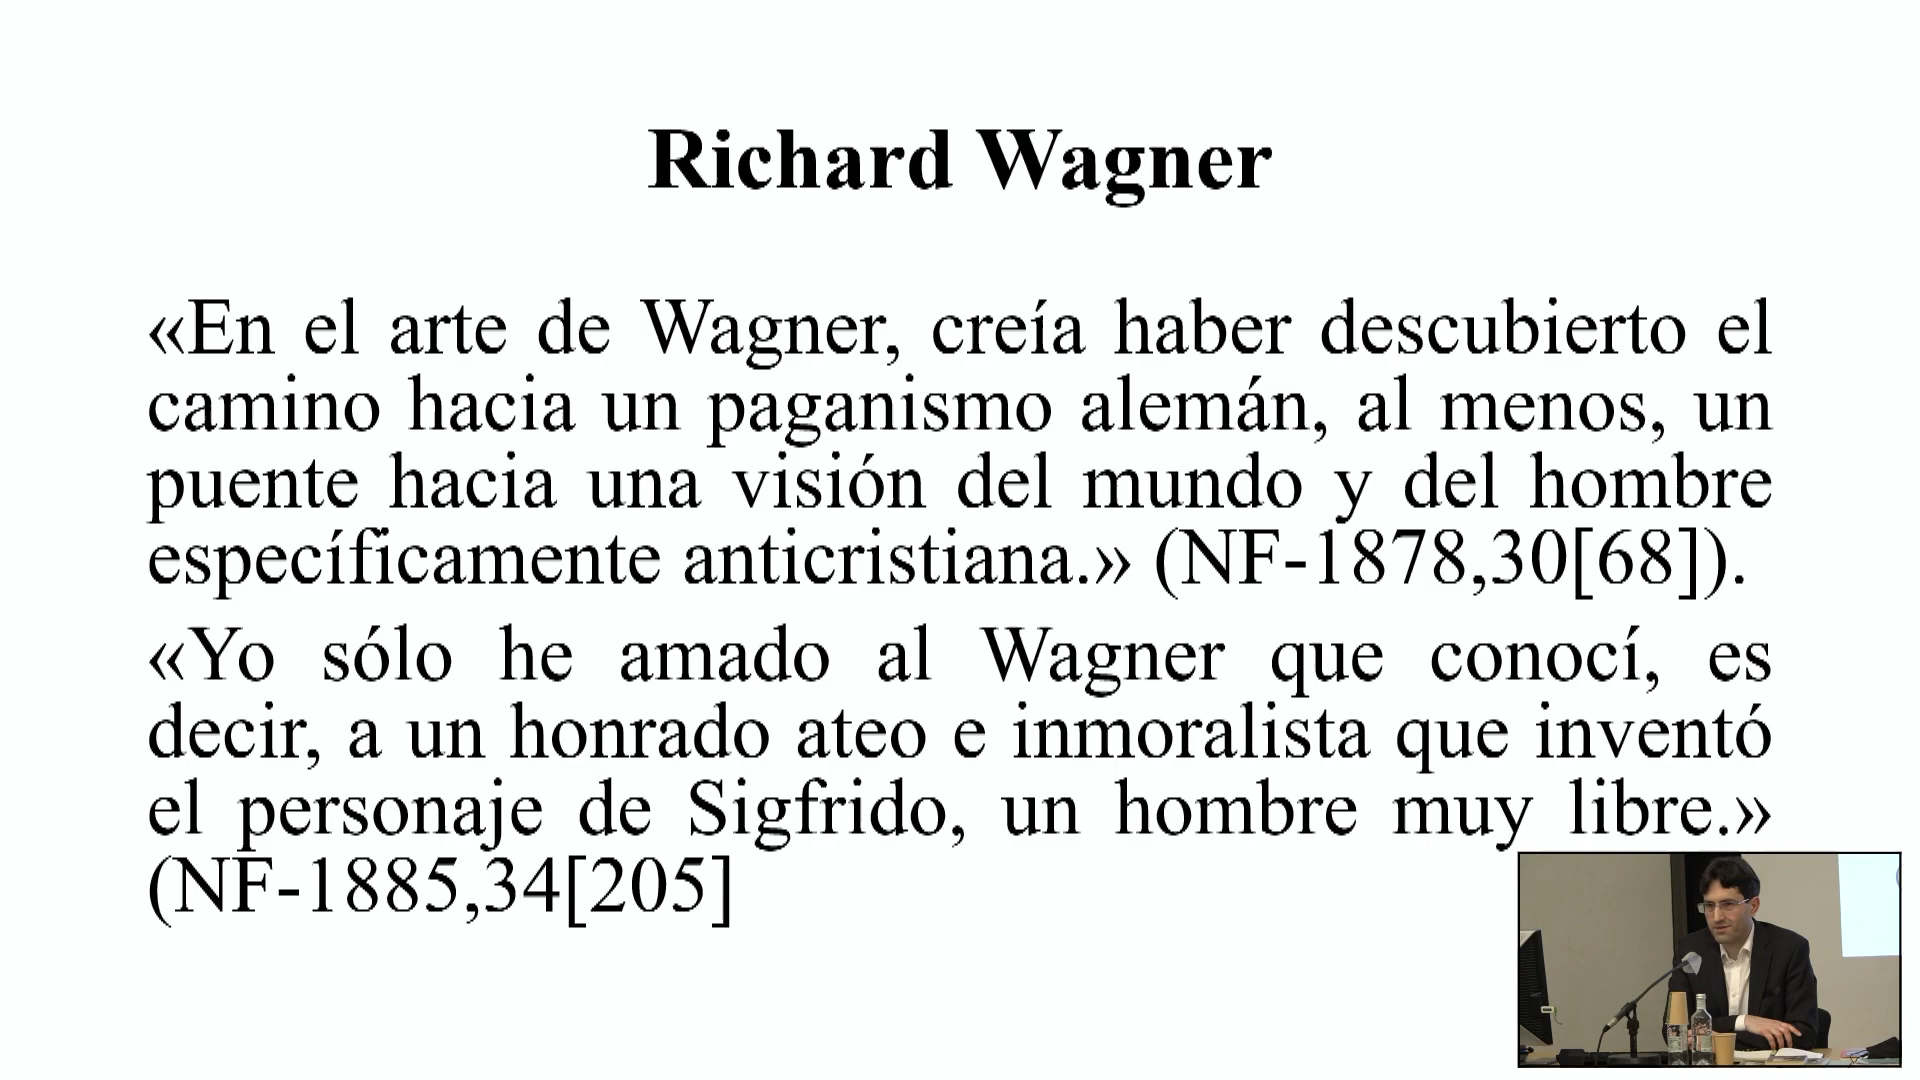 Richard Wagner
«En el arte de Wagner, creía haber descubierto el
camino hacia un paganismo alemán, al menos, un
puente hacia una visión del mundo y del hombre
específicamente anticristiana.» (NF-1878,30[68]).
«Yo sólo he amado al Wagner que conocí, es
decir, a un honrado ateo e inmoralista que inventó
el personaje de Sigfrido, un hombre muy libre.»
(NF-1885,34[205]